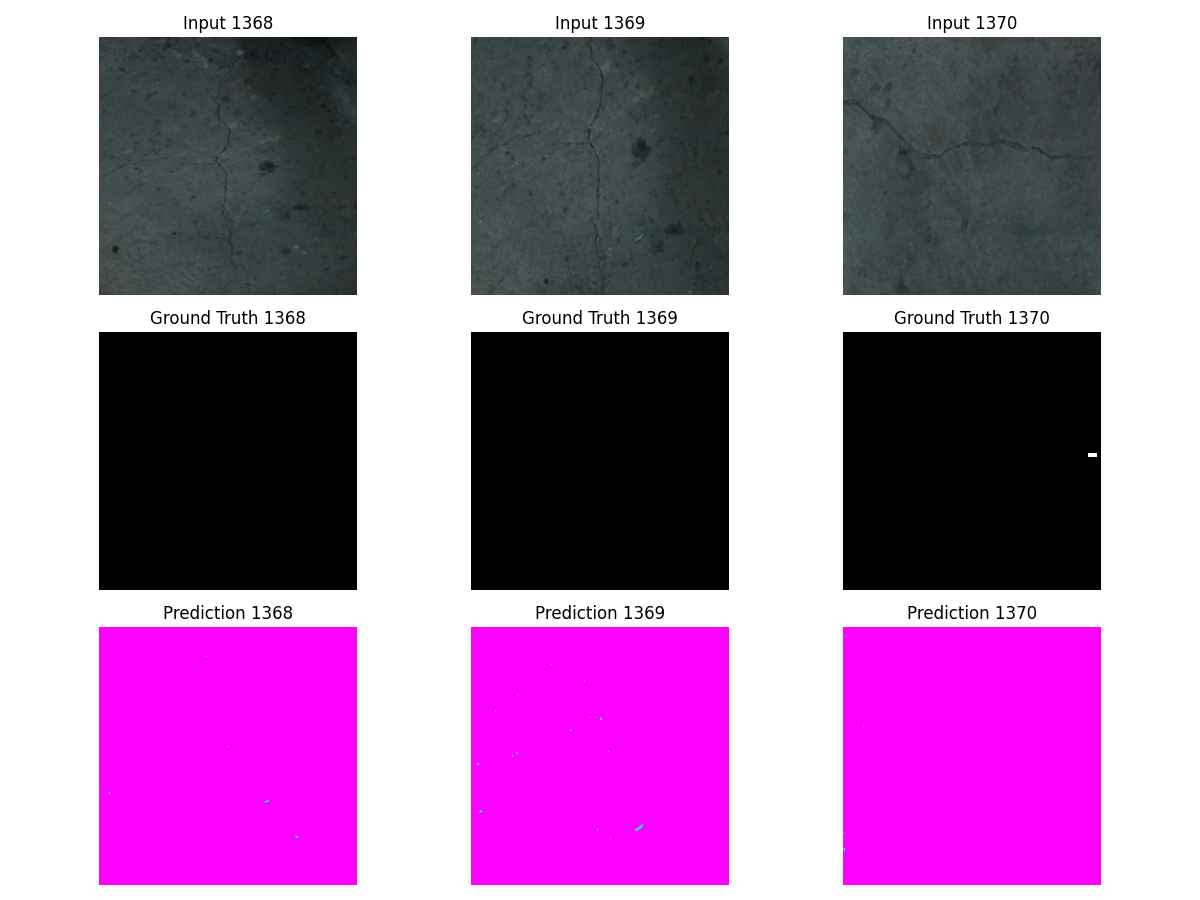 Input 1368
Input 1369
Input 1370
Ground Truth 1368
Ground Truth 1369
Ground Truth 1370
Prediction 1368
Prediction 1369
Prediction 1370